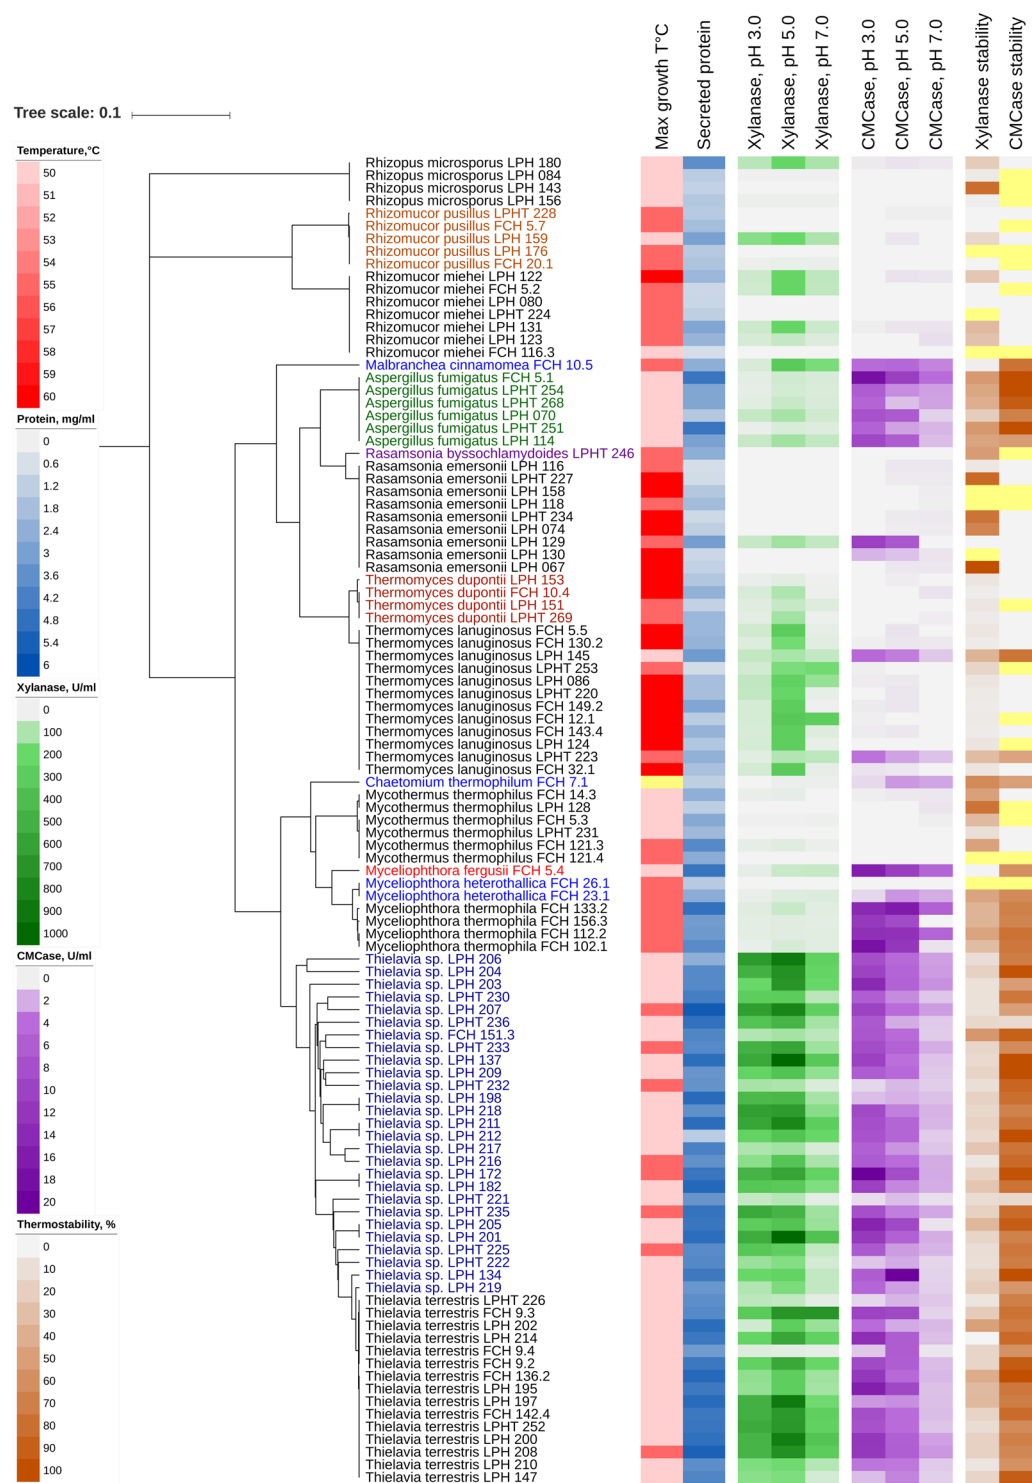 Max growth T°C
Secreted protein
Xylanase, pH 3.0
Xylanase, pH 5.0
Xylanase, pH 7.0
CMCase, pH 3.0
CMCase, pH 5.0
CMCase, pH 7.0
Xylanase stability
CMCase stability
Tree scale: 0.1
Temperature,°C
50
51
52
53
54
55
56
57
58
59
60
Protein, mg/ml
0
0.6
1.2
1.8
2.4
3
3.6
4.2
4.8
5.4
6
Xylanase, U/ml
0
100
200
300
400
500
600
700
800
900
1000
CMCase, U/ml
0
2
4
6
8
10
12
14
16
18
20
Thermostability, %
0
10
20
30
40
50
60
70
80
90
100
Rhizopus microsporus LPH 180
Rhizopus microsporus LPH 084
Rhizopus microsporus LPH 143
Rhizopus microsporus LPH 156
Rhizomucor pusillus LPHT 228
Rhizomucor pusillus FCH 5.7
Rhizomucor pusillus LPH 159
Rhizomucor pusillus LPH 176
Rhizomucor pusillus FCH 20.1
Rhizomucor miehei LPH 122
Rhizomucor miehei FCH 5.2
Rhizomucor miehei LPH 080
Rhizomucor miehei LPHT 224
Rhizomucor miehei LPH 131
Rhizomucor miehei LPH 123
Rhizomucor miehei FCH 116.3
Malbranchea cinnamomea FCH 10.5
Aspergillus fumigatus FCH 5.1
Aspergillus fumigatus LPHT 254
Aspergillus fumigatus LPHT 268
Aspergillus fumigatus LPH 070
Aspergillus fumigatus LPHT 251
Aspergillus fumigatus LPH 114
Rasamsonia byssochlamydoides LPHT 246
Rasamsonia emersonii LPH 116
Rasamsonia emersonii LPHT 227
Rasamsonia emersonii LPH 158
Rasamsonia emersonii LPH 118
Rasamsonia emersonii LPHT 234
Rasamsonia emersonii LPH 074
Rasamsonia emersonii LPH 129
Rasamsonia emersonii LPH 130
Rasamsonia emersonii LPH 067
Thermomyces dupontii LPH 153
Thermomyces dupontii FCH 10.4
Thermomyces dupontii LPH 151
Thermomyces dupontii LPHT 269
Thermomyces lanuginosus FCH 5.5
Thermomyces lanuginosus FCH 130.2
Thermomyces lanuginosus LPH 145
Thermomyces lanuginosus LPHT 253
Thermomyces lanuginosus LPH 086
Thermomyces lanuginosus LPHT 220
Thermomyces lanuginosus FCH 149.2
Thermomyces lanuginosus FCH 12.1
Thermomyces lanuginosus FCH 143.4
Thermomyces lanuginosus LPH 124
Thermomyces lanuginosus LPHT 223
Thermomyces lanuginosus FCH 32.1
Chaetomium thermophilum FCH 7.1
Mycothermus thermophilus FCH 14.3
Mycothermus thermophilus LPH 128
Mycothermus thermophilus FCH 5.3
Mycothermus thermophilus LPHT 231
Mycothermus thermophilus FCH 121.3
Mycothermus thermophilus FCH 121.4
Myceliophthora fergusii FCH 5.4
Myceliophthora heterothallica FCH 26.1
Myceliophthora heterothallica FCH 23.1
Myceliophthora thermophila FCH 133.2
Myceliophthora thermophila FCH 156.3
Myceliophthora thermophila FCH 112.2
Myceliophthora thermophila FCH 102.1
Thielavia sp. LPH 206
Thielavia sp. LPH 204
Thielavia sp. LPH 203
Thielavia sp. LPHT 230
Thielavia sp. LPH 207
Thielavia sp. LPHT 236
Thielavia sp. FCH 151.3
Thielavia sp. LPHT 233
Thielavia sp. LPH 137
Thielavia sp. LPH 209
Thielavia sp. LPHT 232
Thielavia sp. LPH 198
Thielavia sp. LPH 218
Thielavia sp. LPH 211
Thielavia sp. LPH 212
Thielavia sp. LPH 217
Thielavia sp. LPH 216
Thielavia sp. LPH 172
Thielavia sp. LPH 182
Thielavia sp. LPHT 221
Thielavia sp. LPHT 235
Thielavia sp. LPH 205
Thielavia sp. LPH 201
Thielavia sp. LPHT 225
Thielavia sp. LPHT 222
Thielavia sp. LPH 134
Thielavia sp. LPH 219
Thielavia terrestris LPHT 226
Thielavia terrestris FCH 9.3
Thielavia terrestris LPH 202
Thielavia terrestris LPH 214
Thielavia terrestris FCH 9.4
Thielavia terrestris FCH 9.2
Thielavia terrestris FCH 136.2
Thielavia terrestris LPH 195
Thielavia terrestris LPH 197
Thielavia terrestris FCH 142.4
Thielavia terrestris LPHT 252
Thielavia terrestris LPH 200
Thielavia terrestris LPH 208
Thielavia terrestris LPH 210
Thielavia terrestris LPH 147